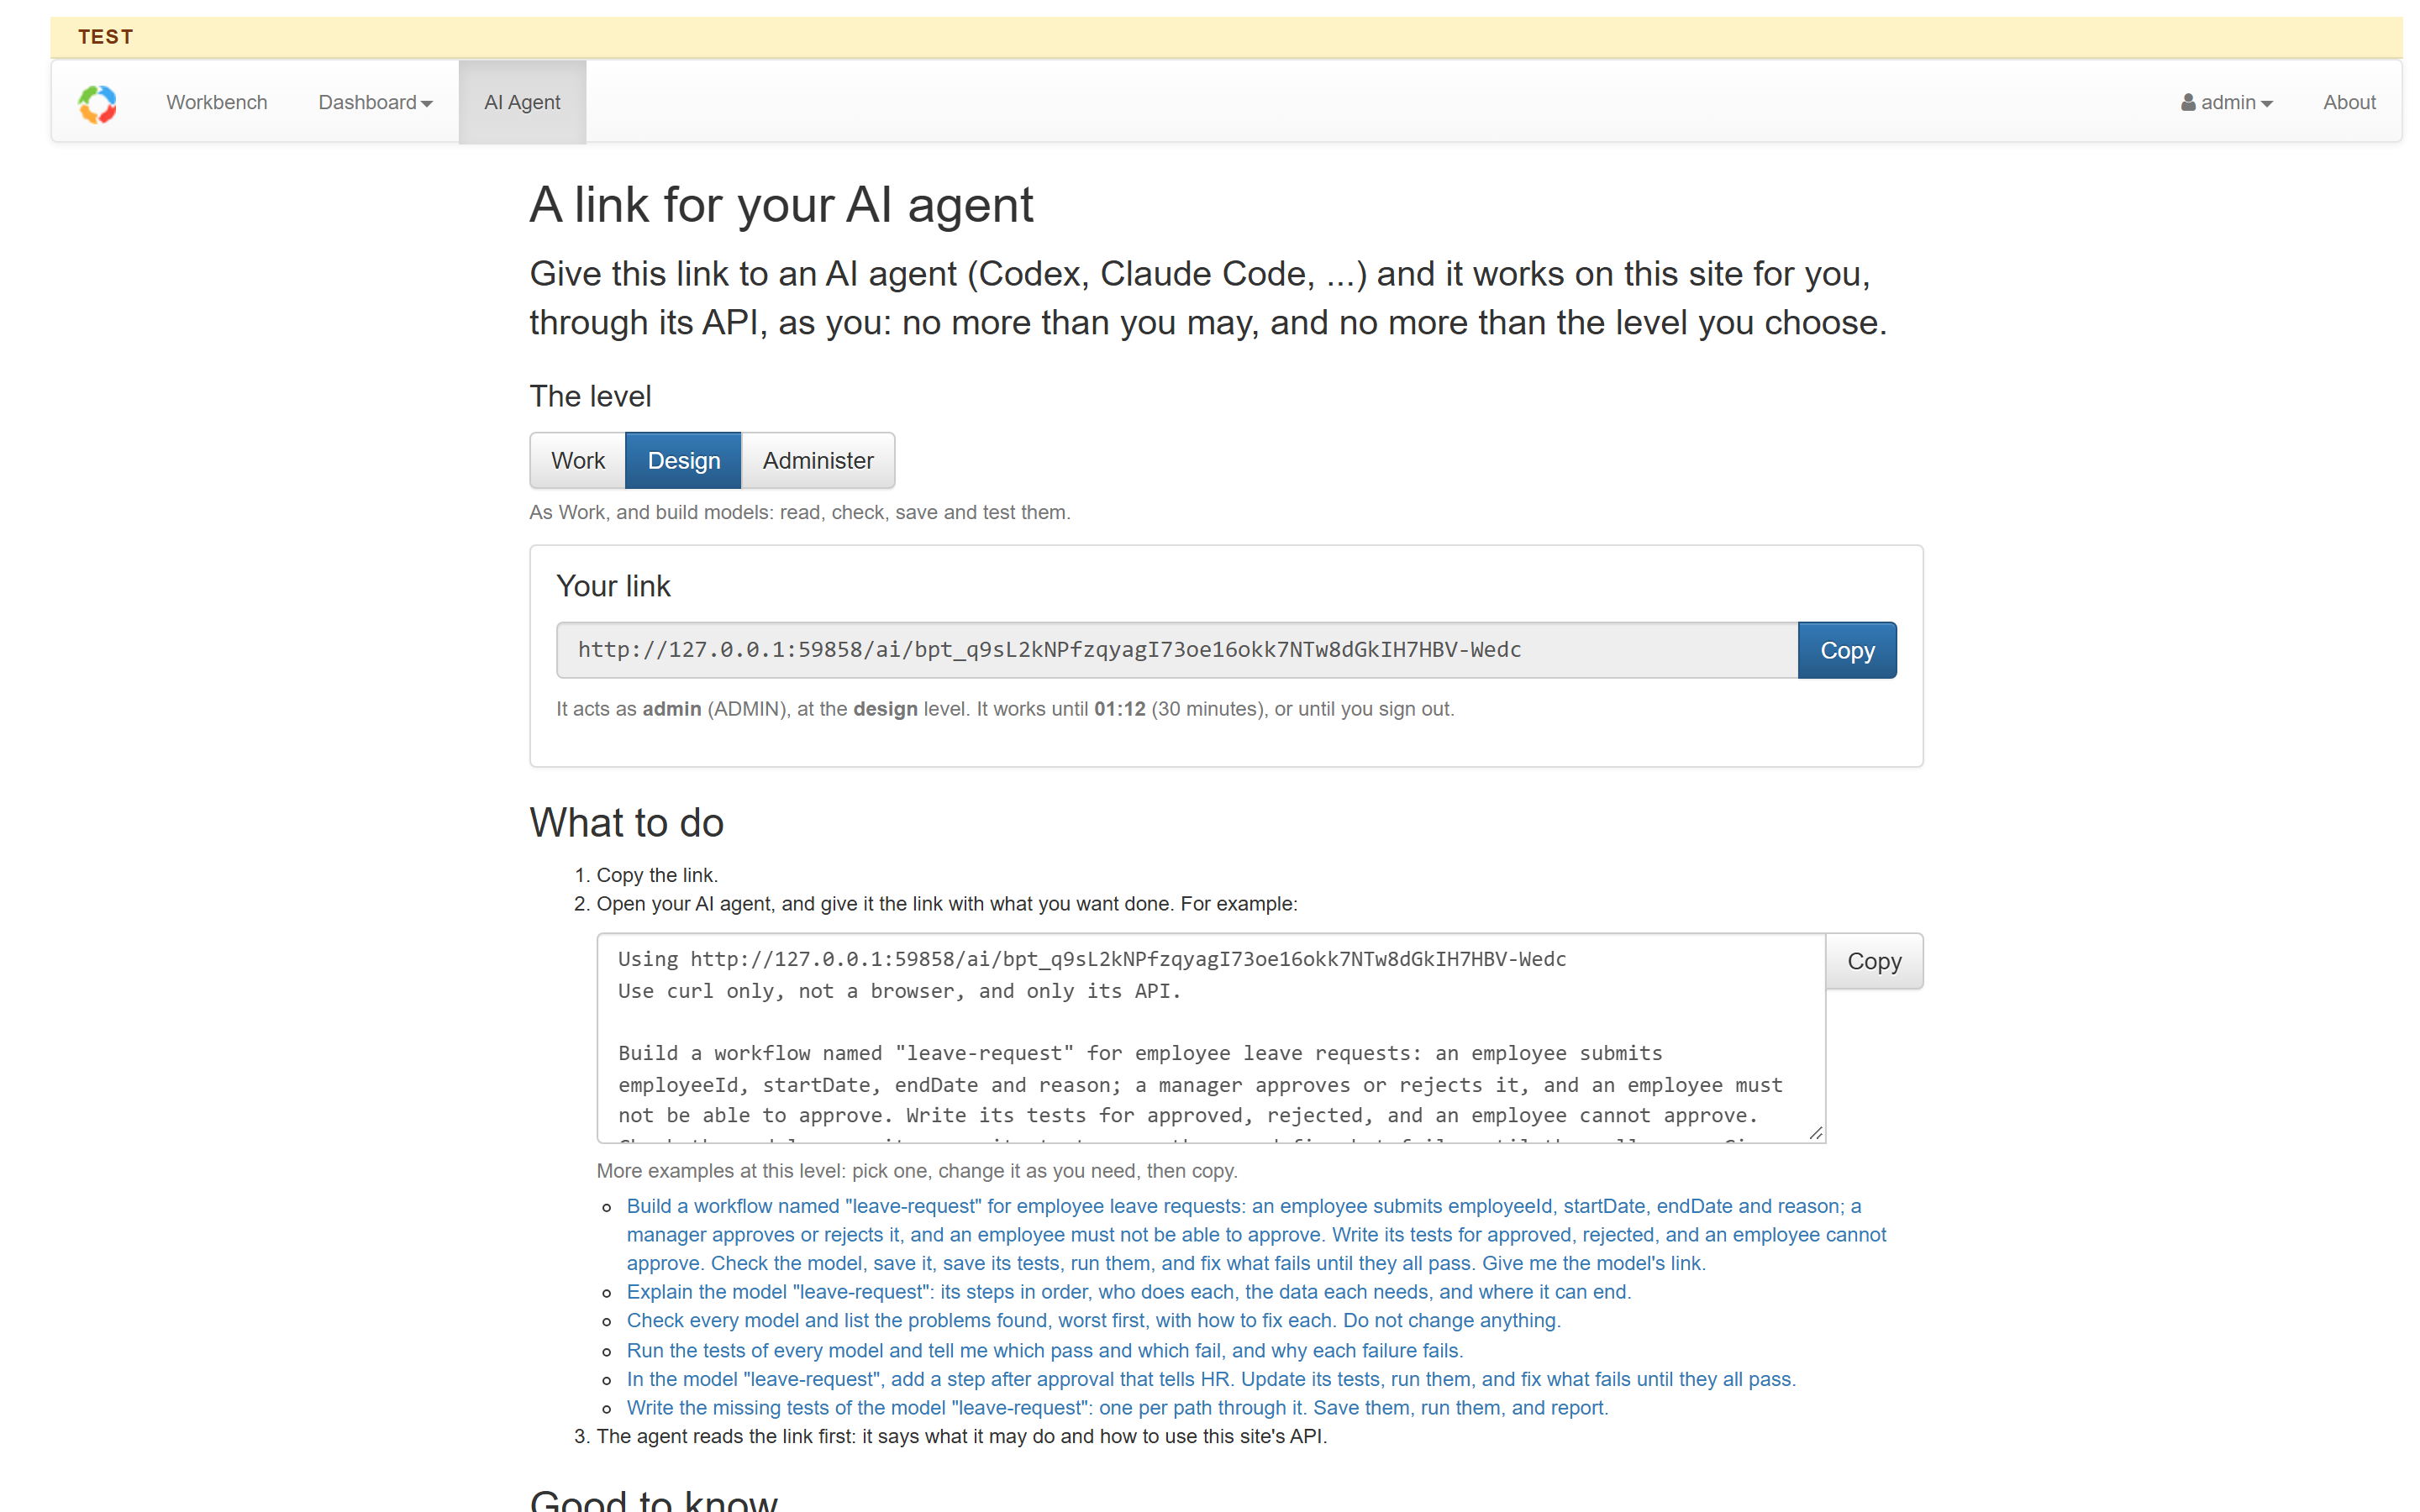 TEST
Workbench
Dashboard
AI Agent
admin
About
A link for your AI agent
Give this link to an AI agent (Codex, Claude Code, ...) and it works on this site for you,
through its API, as you: no more than you may, and no more than the level you choose.
The level
Work
Design
Administer
As Work, and build models: read, check, save and test them.
Your link
http://127.0.0.1:59858/ai/bpt_q9sL2kNPfzqyagI73oe16okk7NTw8dGkIH7HBV-Wedc
Copy
It acts as admin (ADMIN), at the design level. It works until 01:12 (30 minutes), or until you sign out.
What to do
1. Copy the link.
2. Open your AI agent, and give it the link with what you want done. For example:
Using http://127.0.0.1:59858/ai/bpt_q9sL2kNPfzqyagI73oe16okk7NTw8dGkIH7HBV-Wedc
Copy
Use curl only, not a browser, and only its API.
Build a workflow named "leave-request" for employee leave requests: an employee submits
employeeId, startDate, endDate and reason; a manager approves or rejects it, and an employee must
not be able to approve. Write its tests for approved, rejected, and an employee cannot approve.
More examples at this level: pick one, change it as you need, then copy.
Build a workflow named "leave-request" for employee leave requests: an employee submits employeeId, startDate, endDate and reason; a
manager approves or rejects it, and an employee must not be able to approve. Write its tests for approved, rejected, and an employee cannot
approve. Check the model, save it, save its tests, run them, and fix what fails until they all pass. Give me the model's link.
Explain the model "leave-request": its steps in order, who does each, the data each needs, and where it can end.
Check every model and list the problems found, worst first, with how to fix each. Do not change anything.
Run the tests of every model and tell me which pass and which fail, and why each failure fails.
In the model "leave-request", add a step after approval that tells HR. Update its tests, run them, and fix what fails until they all pass.
Write the missing tests of the model "leave-request": one per path through it. Save them, run them, and report.
3. The agent reads the link first: it says what it may do and how to use this site's API.
Good to know